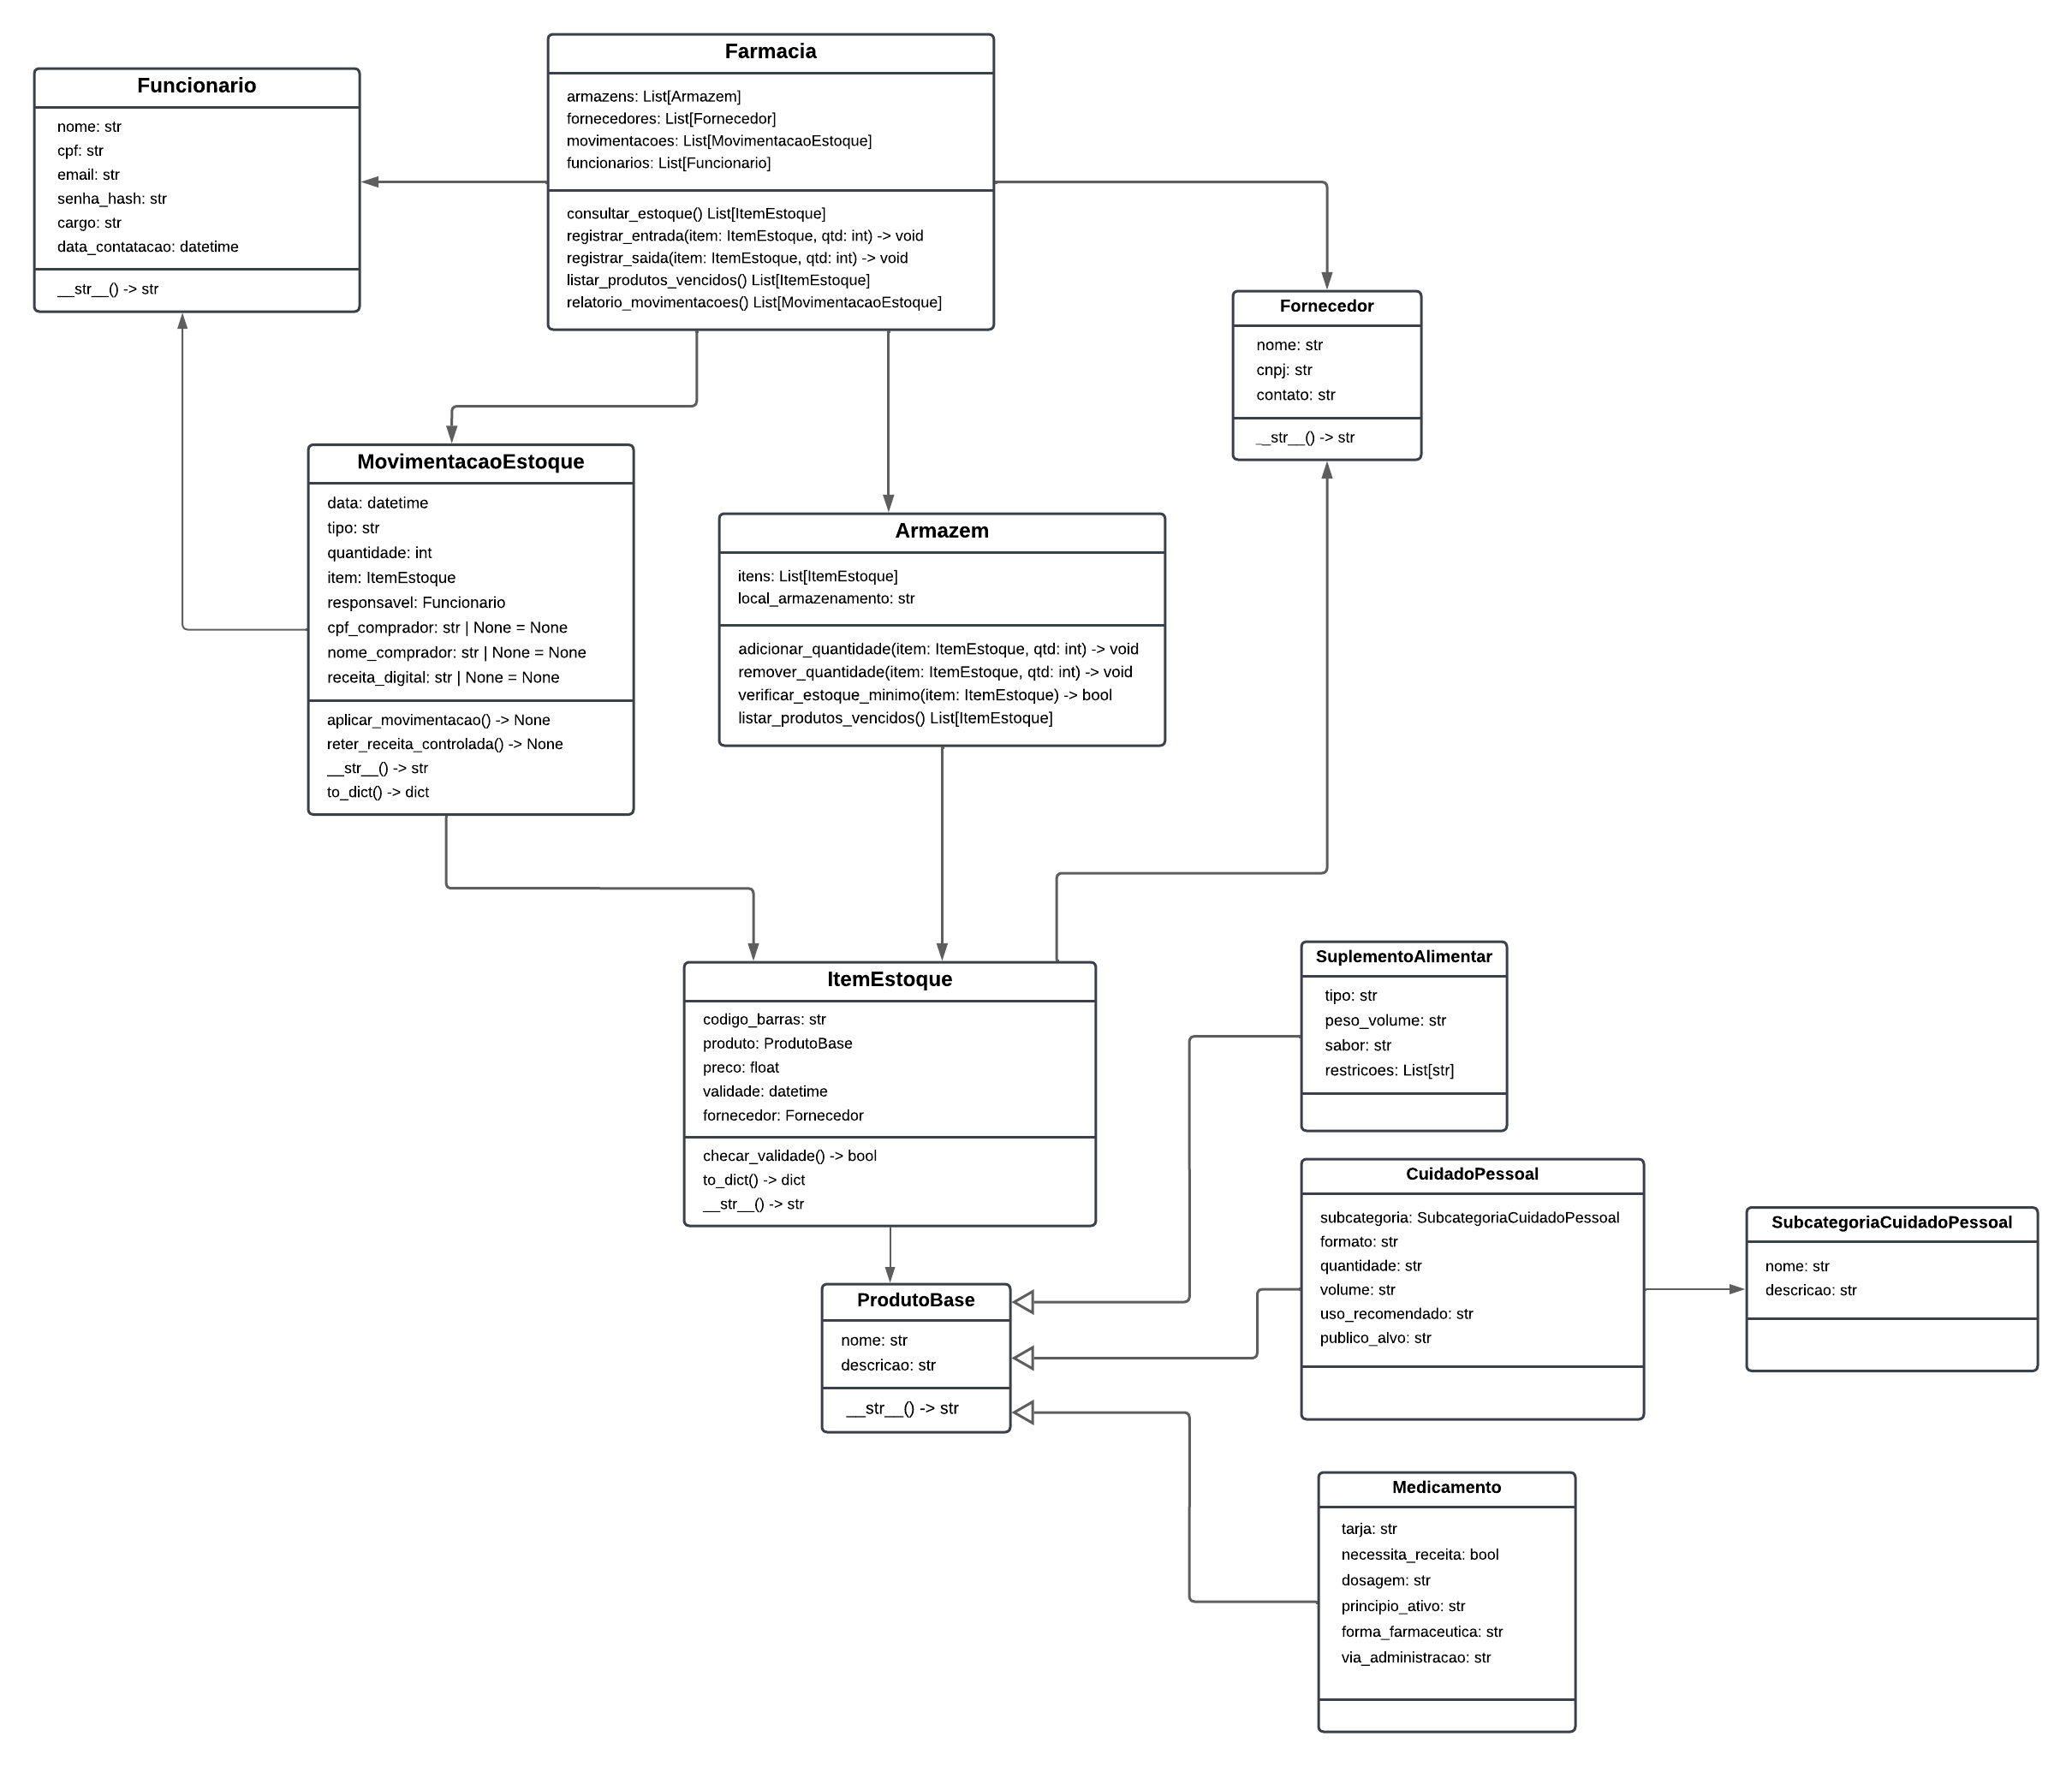 Farmacia
armazens: List[Armazem]
fornecedores: List[Fornecedor]
movimentacoes: List[MovimentacaoEstoque]
funcionarios: List[Funcionario]
consultar_estoque() List[ItemEstoque]
registrar_entrada(item: ItemEstoque, qtd: int) -> void
registrar_saida(item: ItemEstoque, qtd: int) -> void
listar_produtos_vencidos() List[ItemEstoque]
relatorio_movimentacoes() List[MovimentacaoEstoque]
Funcionario
nome: str
cpf: str
email: str
senha_hash: str
cargo: str
data_contatacao: datetime
__str__() -> str
Fornecedor
nome: str
cnpj: str
contato: str
__str__() -> str
MovimentacaoEstoque
data: datetime
tipo: str
quantidade: int
item: ItemEstoque
responsavel: Funcionario
cpf_comprador: str | None = None
nome_comprador: str | None = None
receita_digital: str | None = None
aplicar_movimentacao() -> None
reter_receita_controlada() -> None
__str__() -> str
to_dict() -> dict
Armazem
itens: List[ItemEstoque]
local_armazenamento: str
adicionar_quantidade(item: ItemEstoque, qtd: int) -> void
remover_quantidade(item: ItemEstoque, qtd: int) -> void
verificar_estoque_minimo(item: ItemEstoque) -> bool
listar_produtos_vencidos() List[ItemEstoque]
ItemEstoque
codigo_barras: str
produto: ProdutoBase
preco: float
validade: datetime
fornecedor: Fornecedor
checar_validade() -> bool
to_dict() -> dict
__str__() -> str
SuplementoAlimentar
tipo: str
peso_volume: str
sabor: str
restricoes: List[str]
CuidadoPessoal
subcategoria: SubcategoriaCuidadoPessoal
formato: str
quantidade: str
volume: str
uso_recomendado: str
publico_alvo: str
SubcategoriaCuidadoPessoal
nome: str
descricao: str
ProdutoBase
nome: str
descricao: str
__str__() -> str
Medicamento
tarja: str
necessita_receita: bool
dosagem: str
principio_ativo: str
forma_farmaceutica: str
via_administracao: str